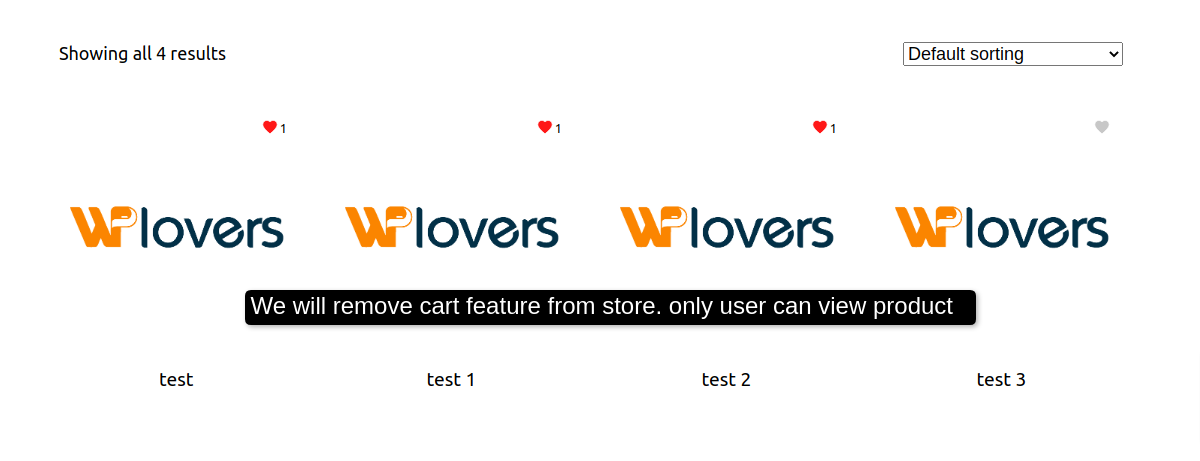 Showing all 4 results
Default sorting
1
1
1
WPlovers
WPlovers
WPlovers
WPlovers
We will remove cart feature from store. only user can view product
test
test 1
test 2
test 3